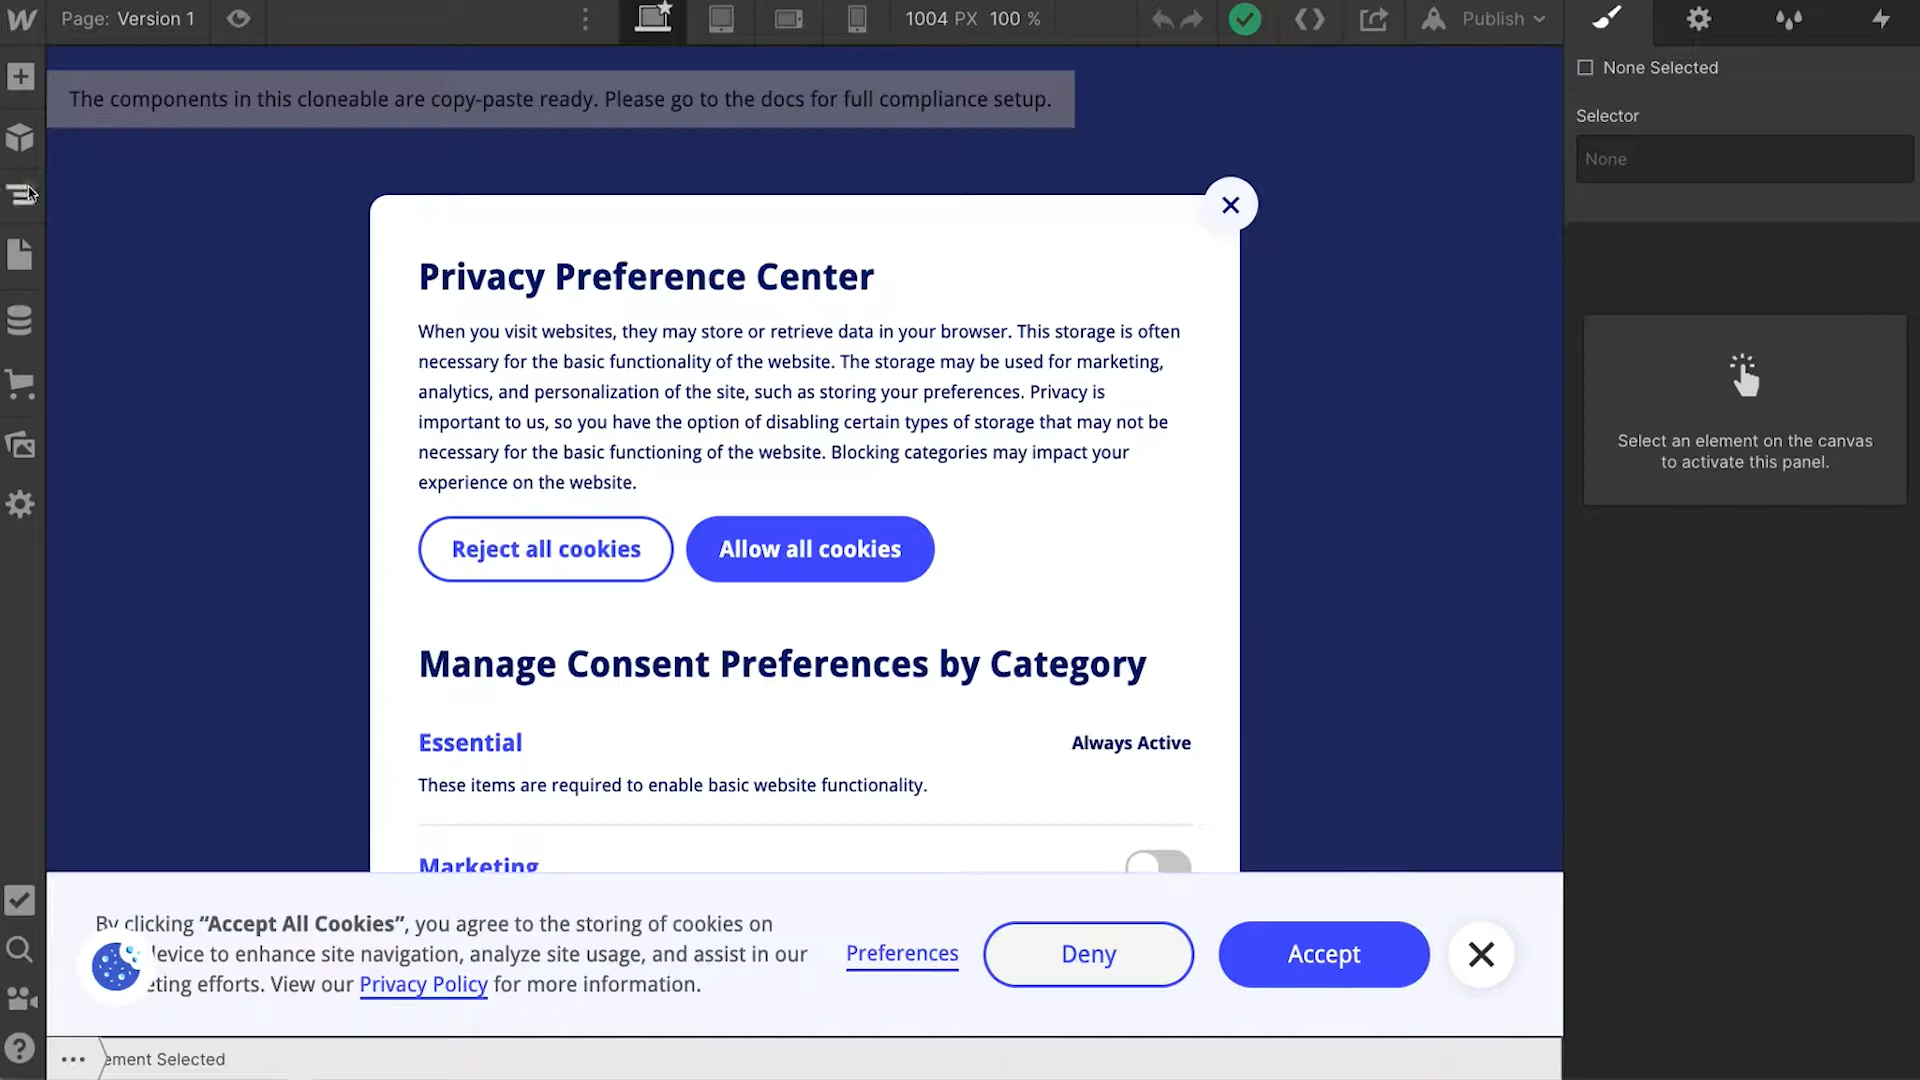 Page: Version 1
1004 PX 100 %
Publish
None Selected
Selector
None
Select an element on the canvas
to activate this panel.
The components in this cloneable are copy-paste ready. Please go to the docs for full compliance setup.
Privacy Preference Center
When you visit websites, they may store or retrieve data in your browser. This storage is often
necessary for the basic functionality of the website. The storage may be used for marketing,
analytics, and personalization of the site, such as storing your preferences. Privacy is
important to us, so you have the option of disabling certain types of storage that may not be
necessary for the basic functioning of the website. Blocking categories may impact your
experience on the website.
Reject all cookies
Allow all cookies
Manage Consent Preferences by Category
Essential
Always Active
These items are required to enable basic website functionality.
Marketing
By clicking “Accept All Cookies”, you agree to the storing of cookies on
device to enhance site navigation, analyze site usage, and assist in our
eting efforts. View our Privacy Policy for more information.
Preferences
Deny
Accept
ement Selected